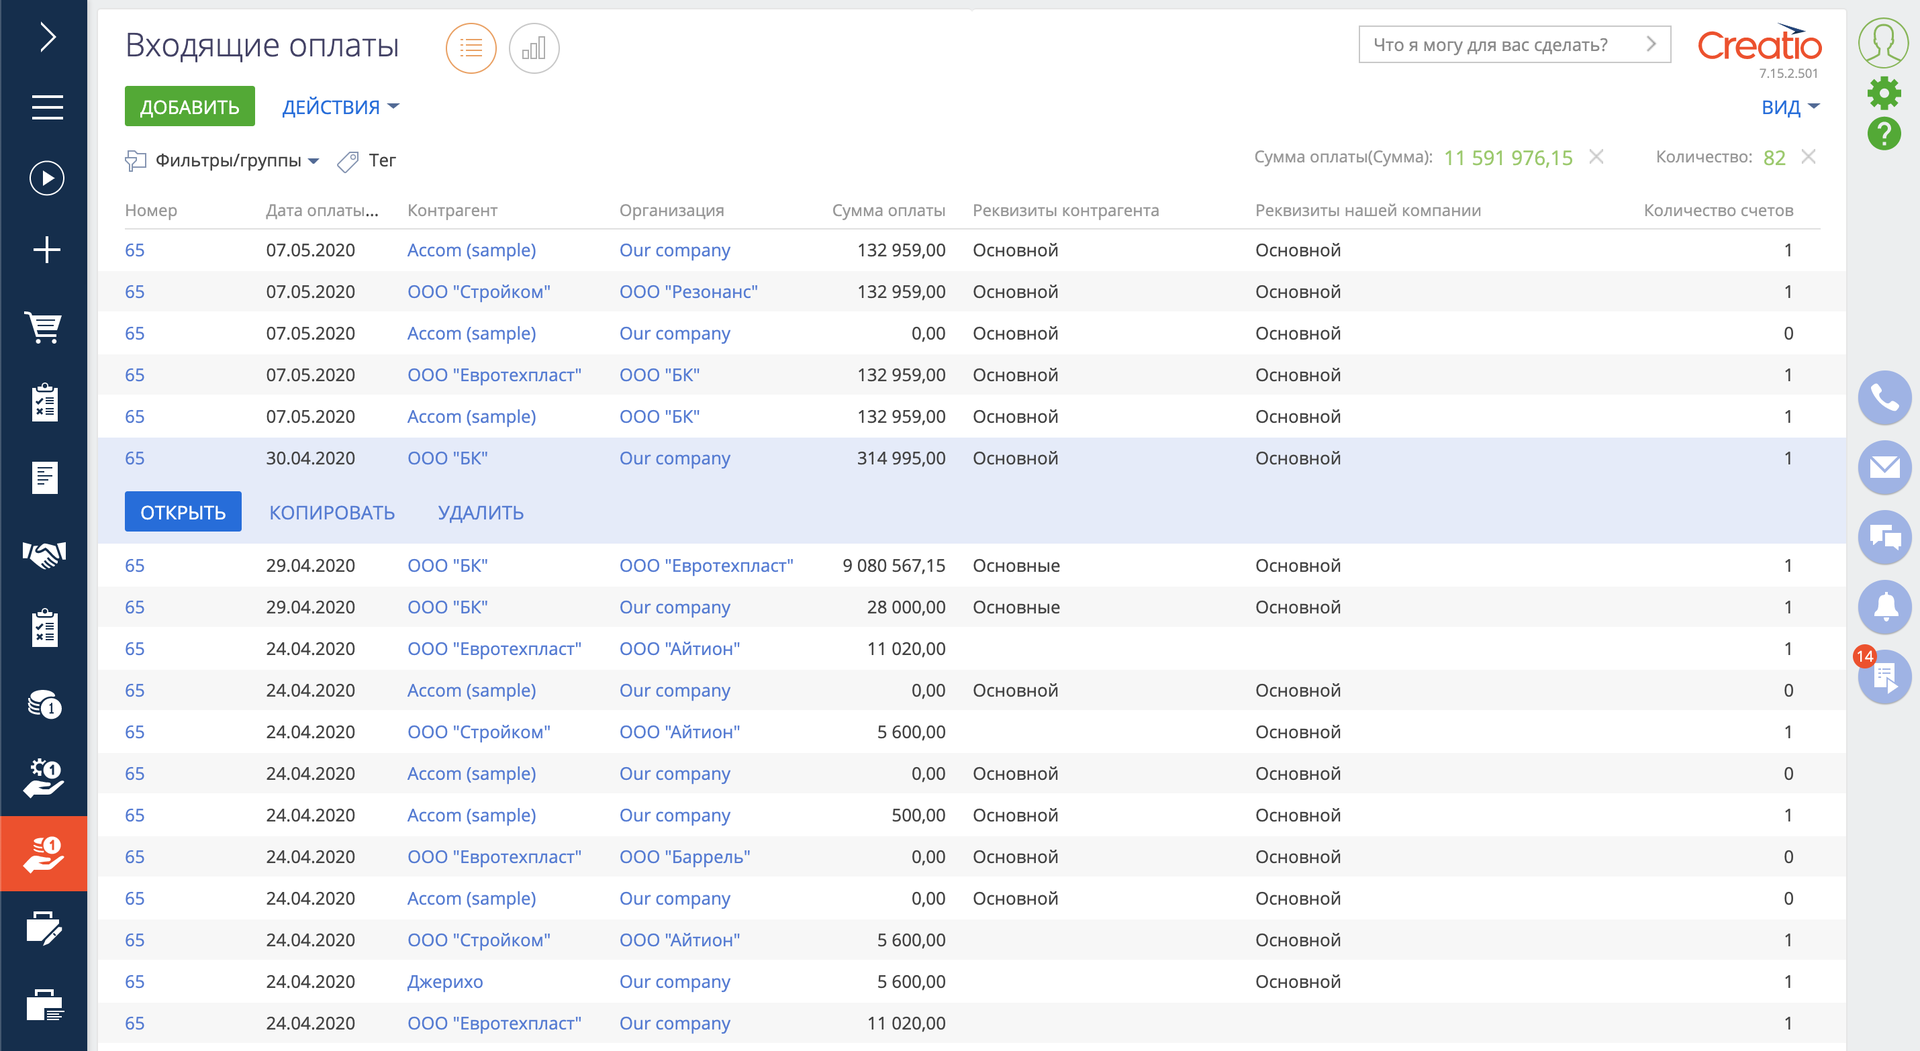 Входящие оплаты
Что я могу для вас сделать?
Creatio
7.15.2.501
ДОБАВИТЬ ДЕЙСТВИЯ ВИД
Фильтры/группы Тег Сумма оплаты(Сумма): 11 591 976,15 Количество: 82
Номер Дата оплаты... Контрагент Организация Сумма оплаты Реквизиты контрагента Реквизиты нашей компании Количество счетов
65 07.05.2020 Accom (sample) Our company 132 959,00 Основной Основной 1
65 07.05.2020 ООО "Стройком" ООО "Резонанс" 132 959,00 Основной Основной 1
65 07.05.2020 Accom (sample) Our company 0,00 Основной Основной 0
65 07.05.2020 ООО "Евротехпласт" ООО "БК" 132 959,00 Основной Основной 1
65 07.05.2020 Accom (sample) ООО "БК" 132 959,00 Основной Основной 1
65 30.04.2020 ООО "БК" Our company 314 995,00 Основной Основной 1
ОТКРЫТЬ КОПИРОВАТЬ УДАЛИТЬ
65 29.04.2020 ООО "БК" ООО "Евротехпласт" 9 080 567,15 Основные Основной 1
65 29.04.2020 ООО "БК" Our company 28 000,00 Основные Основной 1
65 24.04.2020 ООО "Евротехпласт" ООО "Айтион" 11 020,00 1
65 24.04.2020 Accom (sample) Our company 0,00 Основной Основной 0
65 24.04.2020 ООО "Стройком" ООО "Айтион" 5 600,00 Основной 1
65 24.04.2020 Accom (sample) Our company 0,00 Основной Основной 0
65 24.04.2020 Accom (sample) Our company 500,00 Основной Основной 1
65 24.04.2020 ООО "Евротехпласт" ООО "Баррель" 0,00 Основной Основной 0
65 24.04.2020 Accom (sample) Our company 0,00 Основной Основной 0
65 24.04.2020 ООО "Стройком" ООО "Айтион" 5 600,00 Основной 1
65 24.04.2020 Джерихо Our company 5 600,00 Основной 1
65 24.04.2020 ООО "Евротехпласт" Our company 11 020,00 1
1
1
1
?
14